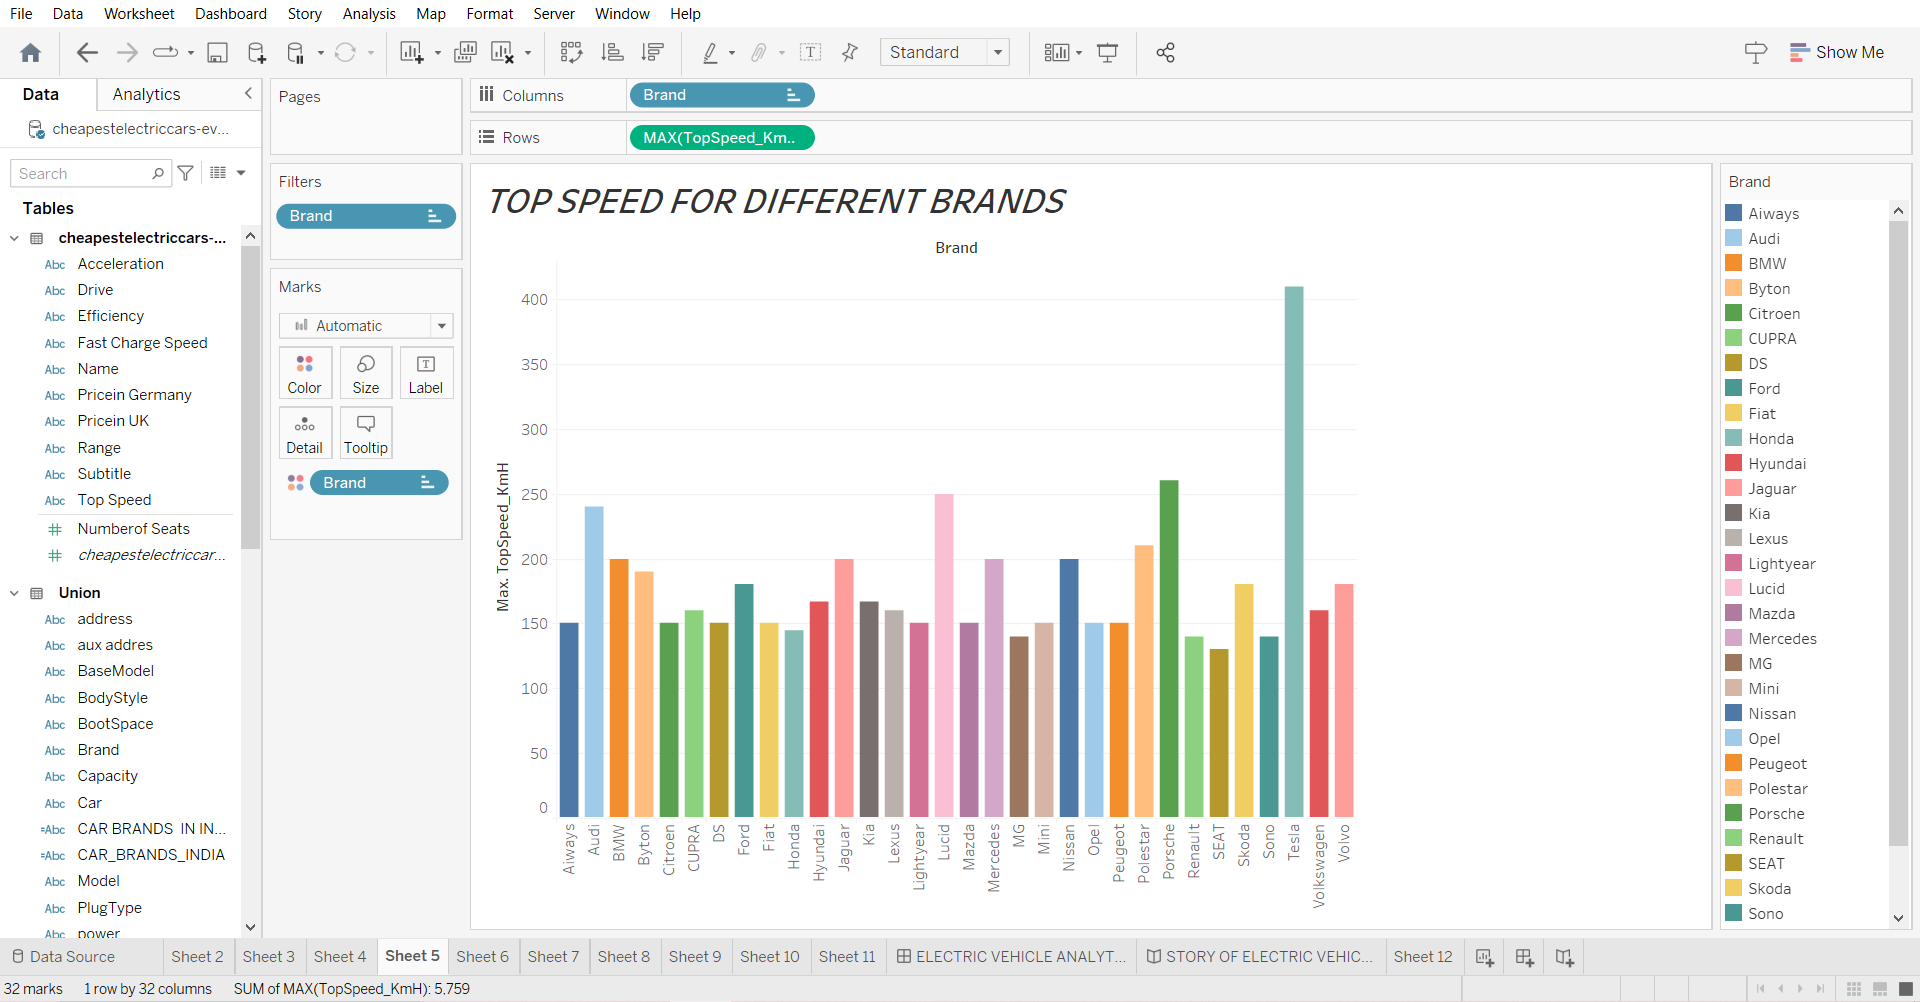 File Data Worksheet Dashboard Story Analysis Map Format Server Window Help
Standard
Show Me
Data
Analytics
cheapestelectriccars-ev...
Search
Tables
cheapestelectriccars-...
Abc Acceleration
Abc Drive
Abc Efficiency
Abc Fast Charge Speed
Abc Name
Abc Pricein Germany
Abc Pricein UK
Abc Range
Abc Subtitle
Abc Top Speed
Numberof Seats
cheapestelectriccar...
Union
Abc address
Abc aux addres
Abc BaseModel
Abc BodyStyle
Abc BootSpace
Abc Brand
Abc Capacity
Abc Car
=Abc CAR BRANDS IN IN...
=Abc CAR_BRANDS_INDIA
Abc Model
Abc PlugType
Abc power
Pages
Filters
Brand
Marks
Automatic
Color Size Label
Detail Tooltip
Brand
Columns Brand
Rows MAX(TopSpeed_Km..
TOP SPEED FOR DIFFERENT BRANDS
Brand
Max. TopSpeed_KmH
400
350
300
250
200
150
100
50
0
Aiways
Audi
BMW
Byton
Citroen
CUPRA
DS
Ford
Fiat
Honda
Hyundai
Jaguar
Kia
Lexus
Lightyear
Lucid
Mazda
Mercedes
MG
Mini
Nissan
Opel
Peugeot
Polestar
Porsche
Renault
SEAT
Skoda
Sono
Tesla
Volkswagen
Volvo
Brand
Aiways
Audi
BMW
Byton
Citroen
CUPRA
DS
Ford
Fiat
Honda
Hyundai
Jaguar
Kia
Lexus
Lightyear
Lucid
Mazda
Mercedes
MG
Mini
Nissan
Opel
Peugeot
Polestar
Porsche
Renault
SEAT
Skoda
Sono
Data Source Sheet 2 Sheet 3 Sheet 4 Sheet 5 Sheet 6 Sheet 7 Sheet 8 Sheet 9 Sheet 10 Sheet 11 ELECTRIC VEHICLE ANALYT... STORY OF ELECTRIC VEHIC... Sheet 12
32 marks 1 row by 32 columns SUM of MAX(TopSpeed_KmH): 5,759